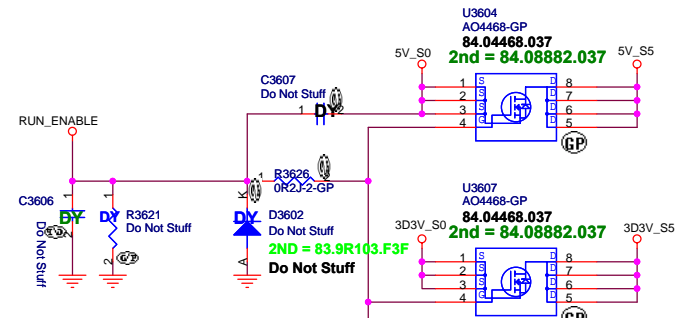 U3604
AO4468-GP
84.04468.037
2nd = 84.08882.037
5V_S0
5V_S5
1 S D 8
2 S D 7
3 S D 6
4 G D 5
GP
C3607
Do Not Stuff
1 DY 2
RUN_ENABLE
R3626
1
0R2J-2-GP
C3606
1
DY
2
Do Not Stuff
1
DY
R3621
Do Not Stuff
2
GP
K
DY
A
D3602
Do Not Stuff
2ND = 83.9R103.F3F
Do Not Stuff
U3607
AO4468-GP
84.04468.037
2nd = 84.08882.037
3D3V_S0
3D3V_S5
1 S D 8
2 S D 7
3 S D 6
4 G D 5
GP